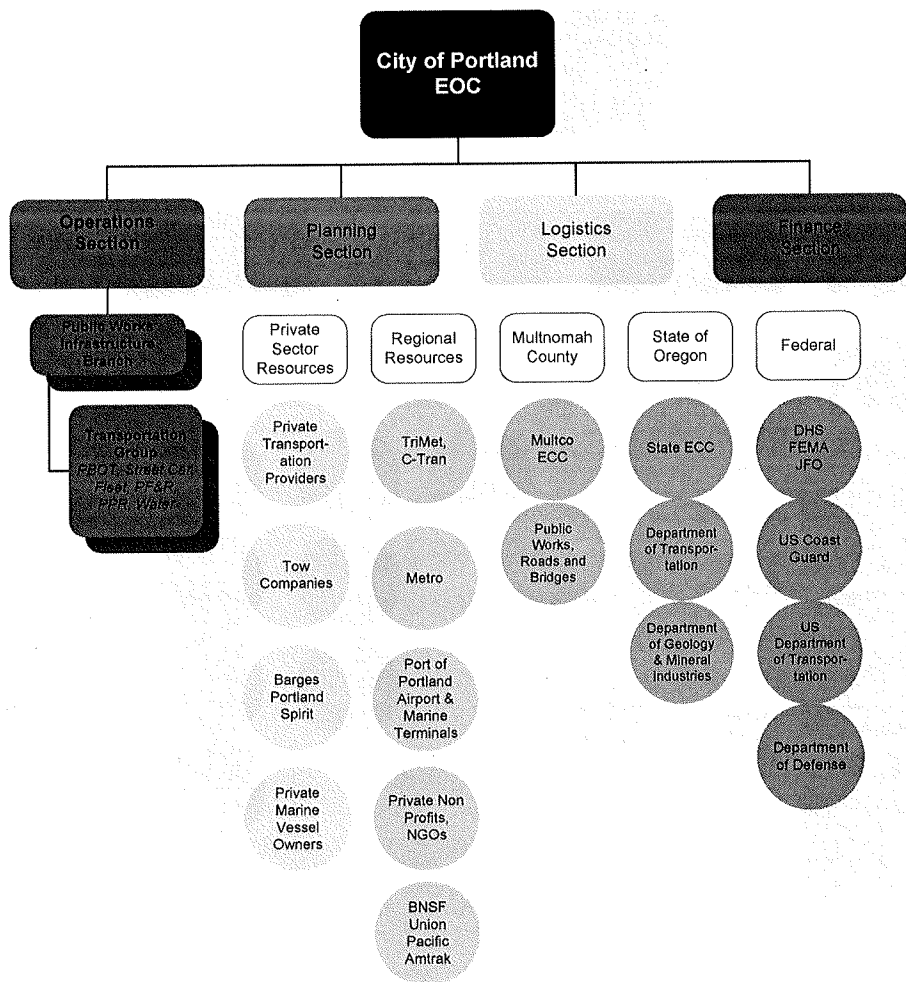 City of Portland
EOC
Operations
Section
Planning
Section
Logistics
Section
Finance
Section
Public Works
Infrastructure
Branch
Transportation
Group
PBOT, Streetcar,
Fleet, PF&R,
PPR, Water
Private
Sector
Resources
Regional
Resources
Multnomah
County
State of
Oregon
Federal
Private
Transport-
ation
Providers
TriMet,
C-Tran
Multco
ECC
State ECC
DHS
FEMA
JFO
Tow
Companies
Metro
Public
Works,
Roads and
Bridges
Department
of Transpor-
tation
US Coast
Guard
Barges
Portland
Spirit
Port of
Portland
Airport &
Marine
Terminals
Department
of Geology
& Mineral
Industries
US
Department
of Transpor-
tation
Private
Marine
Vessel
Owners
Private Non
Profits,
NGOs
Department
of Defense
BNSF
Union
Pacific
Amtrak